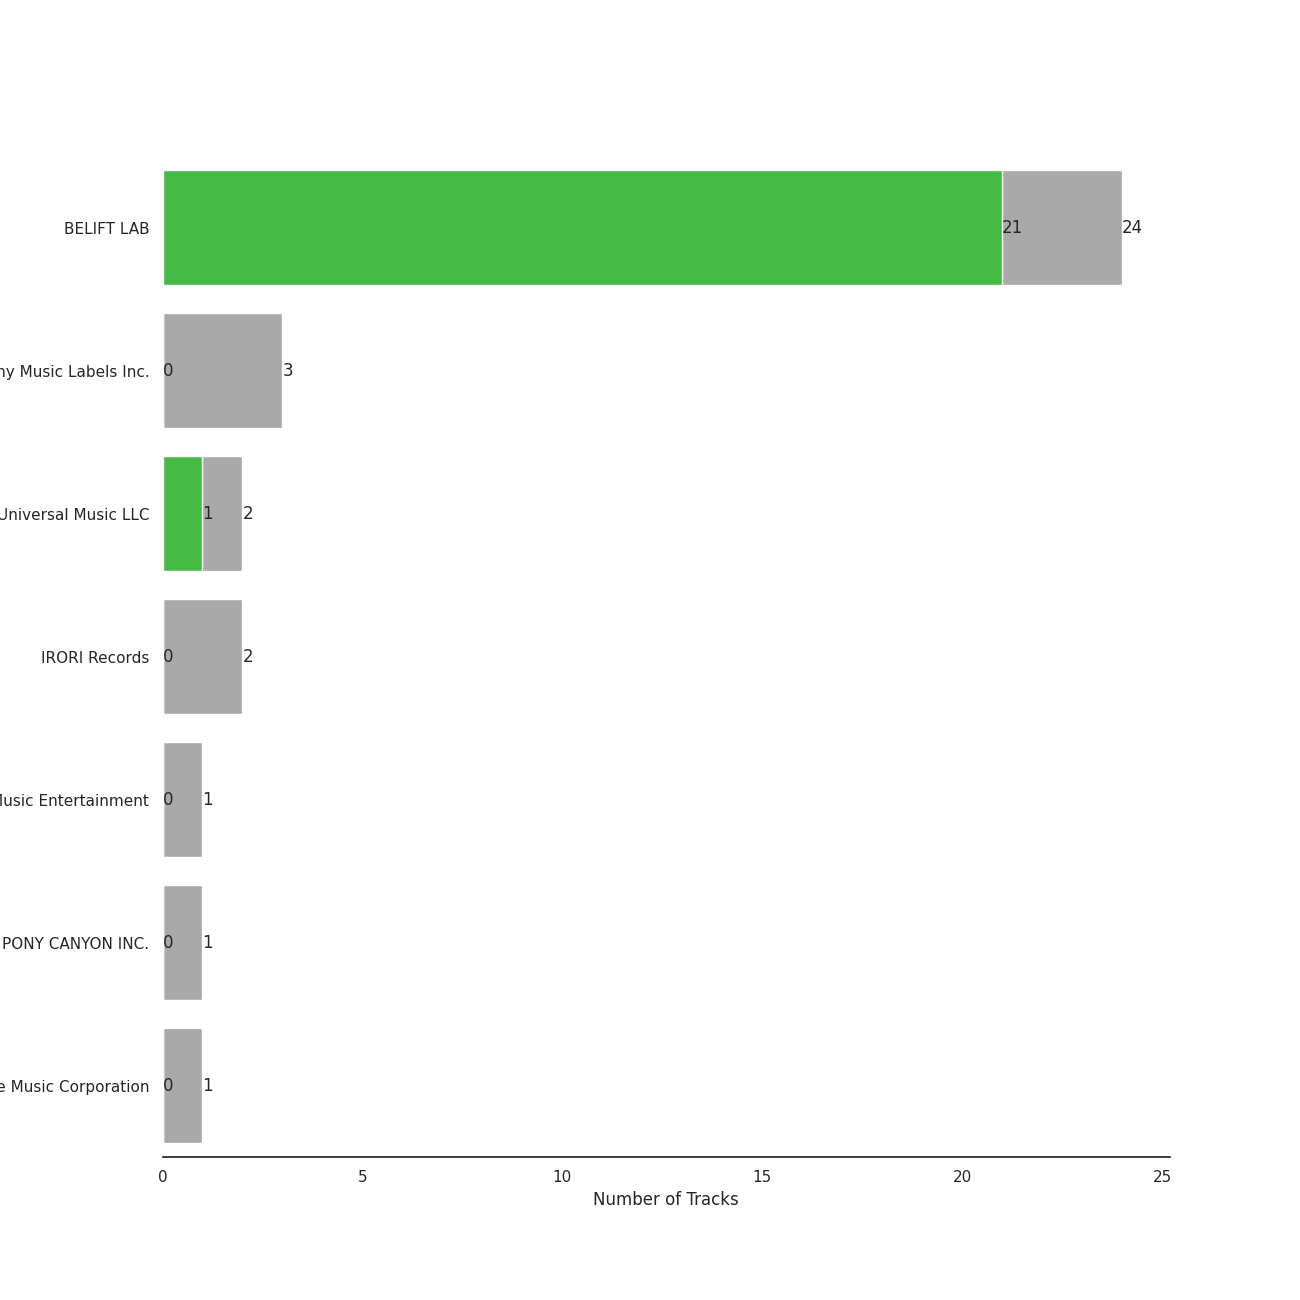 BELIFT LAB
21
24
Music Labels Inc.
0
3
Universal Music LLC
1
2
IRORI Records
0
2
Music Entertainment
0
1
PONY CANYON INC.
0
1
Music Corporation
0
1
0
5
10
15
20
25
Number of Tracks